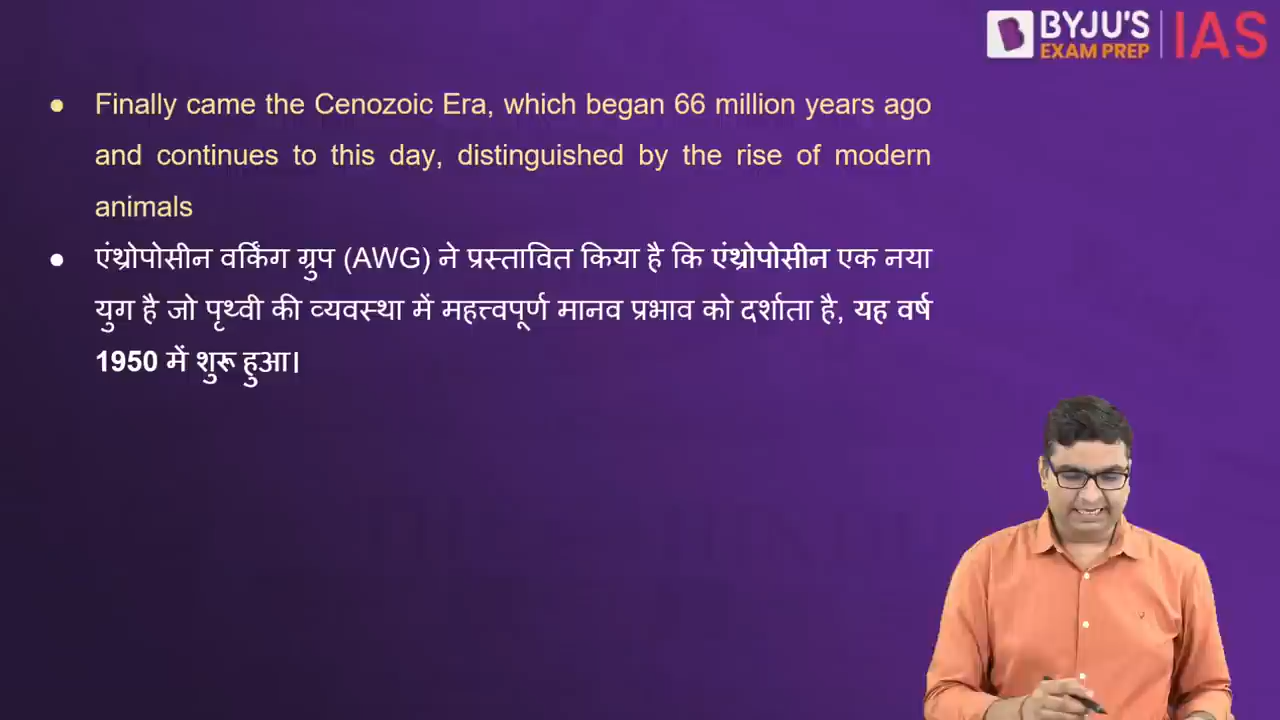 BYJU'S
EXAM PREP
IAS
Finally came the Cenozoic Era, which began 66 million years ago
and continues to this day, distinguished by the rise of modern
animals
एंथ्रोपोसीन वर्किंग ग्रुप (AWG) ने प्रस्तावित किया है कि एंथ्रोपोसीन एक नया
युग है जो पृथ्वी की व्यवस्था में महत्त्वपूर्ण मानव प्रभाव को दर्शाता है, यह वर्ष
1950 में शुरू हुआ।